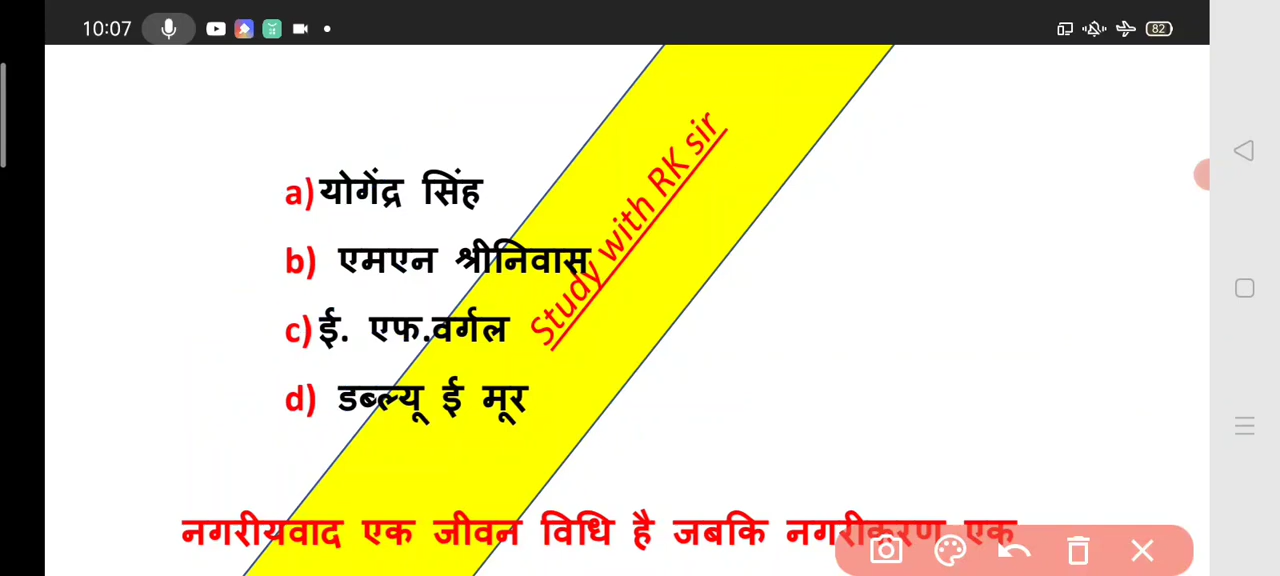 10:07
82
a)योगेंद्र सिंह
b) एमएन श्रीनिवास
c)ई. एफ.वर्गल
d) डब्ल्यू ई मूर
Study with RK sir
नगरीयवाद एक जीवन विधि है जबकि नगरीकरण एक